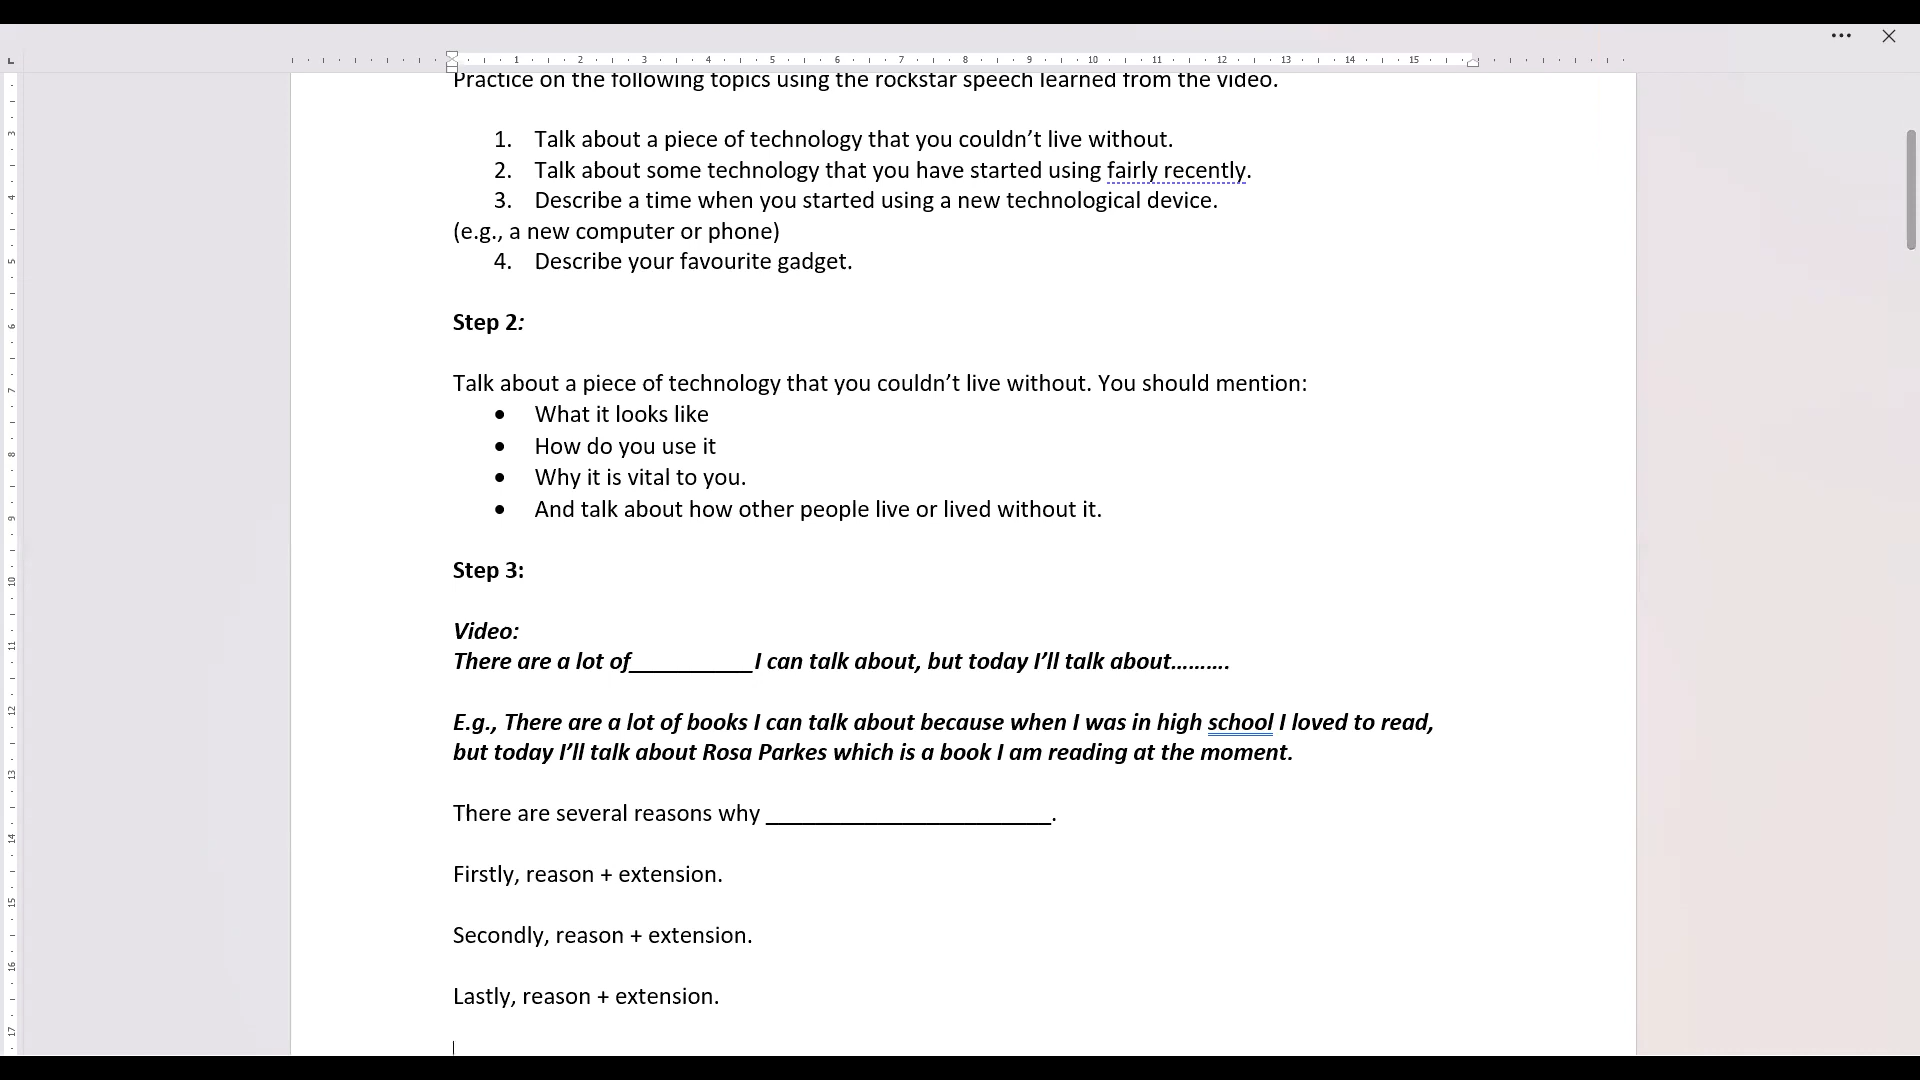 Practice on the following topics using the rockstar speech learned from the video.
1. Talk about a piece of technology that you couldn’t live without.
2. Talk about some technology that you have started using fairly recently.
3. Describe a time when you started using a new technological device.
(e.g., a new computer or phone)
4. Describe your favourite gadget.
Step 2:
Talk about a piece of technology that you couldn’t live without. You should mention:
• What it looks like
• How do you use it
• Why it is vital to you.
• And talk about how other people live or lived without it.
Step 3:
Video:
There are a lot of__________I can talk about, but today I’ll talk about……….
E.g., There are a lot of books I can talk about because when I was in high school I loved to read,
but today I’ll talk about Rosa Parkes which is a book I am reading at the moment.
There are several reasons why _______________________.
Firstly, reason + extension.
Secondly, reason + extension.
Lastly, reason + extension.